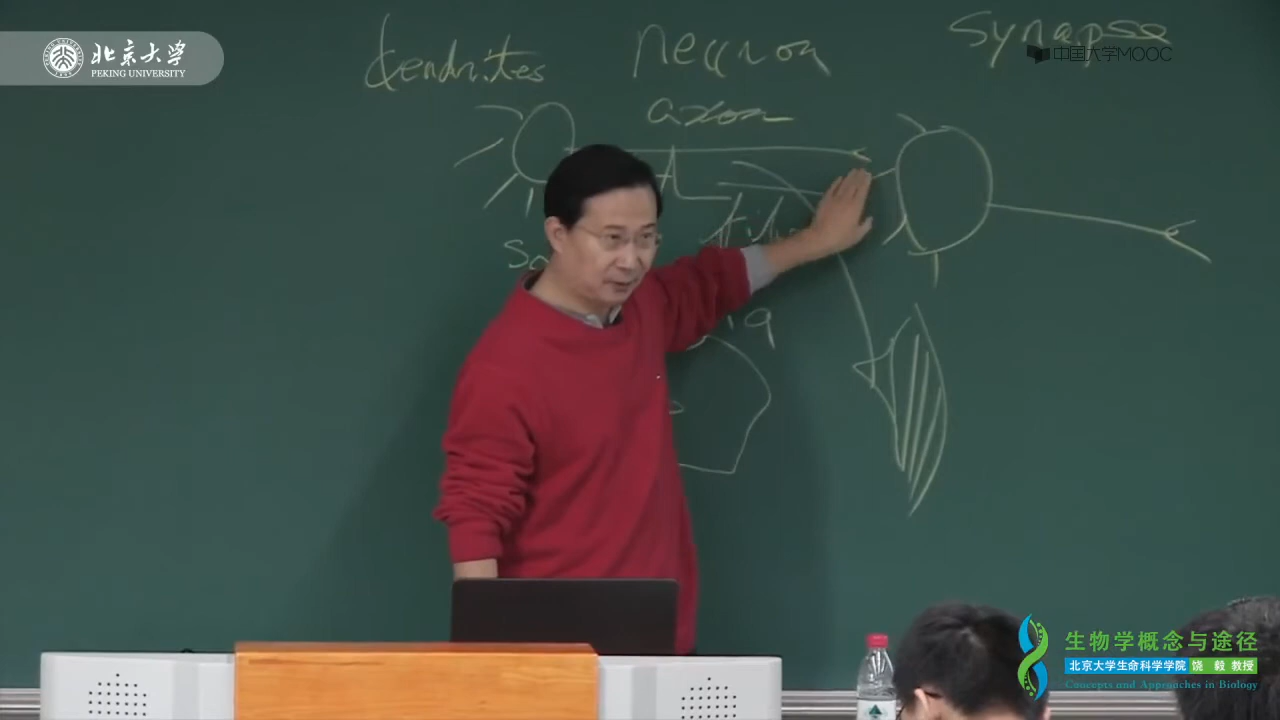 北京大学
PEKING UNIVERSITY
dendrites
neuron
synapse
中国大学MOOC
axon
生物学概念与途径
北京大学生命科学学院 饶 毅 教授
Concepts and Approaches in Biology